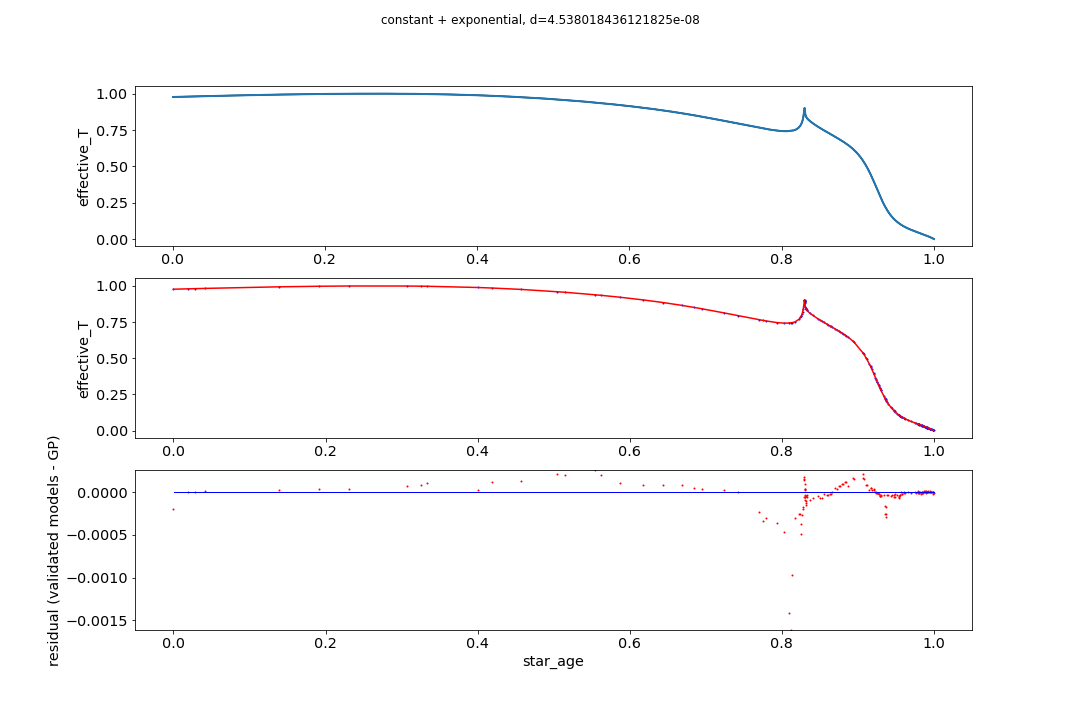 constant + exponential, d=4.538018436121825e-08
effective_T
1.00
0.75
0.50
0.25
0.00
0.0 0.2 0.4 0.6 0.8 1.0
effective_T
1.00
0.75
0.50
0.25
0.00
0.0 0.2 0.4 0.6 0.8 1.0
residual (validated models - GP)
0.0000
−0.0005
−0.0010
−0.0015
0.0 0.2 0.4 0.6 0.8 1.0
star_age